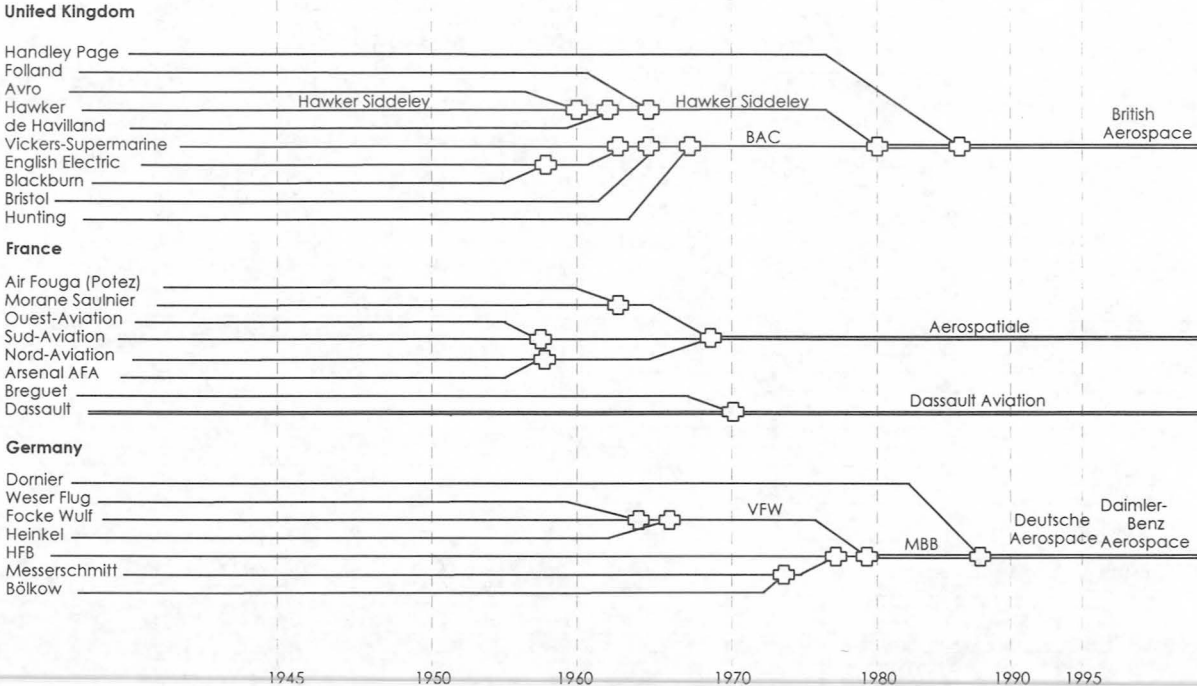 United Kingdom
Handley Page
Folland
Avro
Hawker
Hawker Siddeley
Hawker Siddeley
de Havilland
Vickers-Supermarine
BAC
British
Aerospace
English Electric
Blackburn
Bristol
Hunting
France
Air Fouga (Potez)
Morane Saulnier
Ouest-Aviation
Sud-Aviation
Aerospatiale
Nord-Aviation
Arsenal AFA
Breguet
Dassault
Dassault Aviation
Germany
Dornier
Weser Flug
Focke Wulf
VFW
Heinkel
HFB
MBB
Deutsche
Aerospace
Daimler-
Benz
Aerospace
Messerschmitt
Bölkow
1945
1950
1960
1970
1980
1990
1995